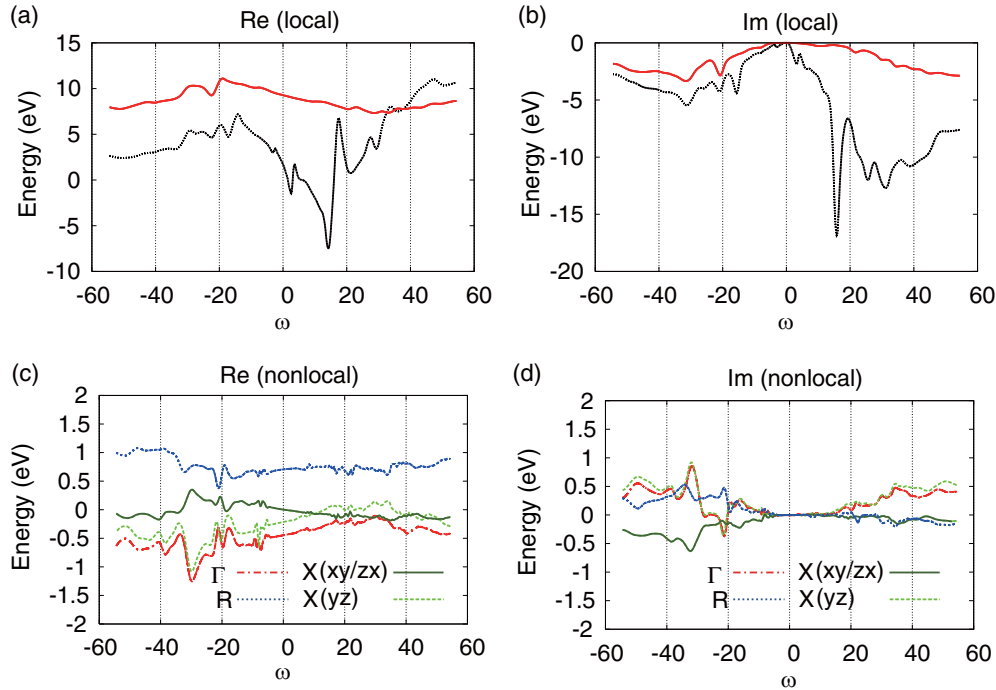 (a)
Re (local)
Energy (eV)
15
10
5
0
-5
-10
-60 -40 -20 0 20 40 60
ω
(b)
Im (local)
Energy (eV)
0
-5
-10
-15
-20
-60 -40 -20 0 20 40 60
ω
(c)
Re (nonlocal)
Energy (eV)
2
1.5
1
0.5
0
-0.5
-1
-1.5
-2
Γ X(xy/zx)
R X(yz)
-60 -40 -20 0 20 40 60
ω
(d)
Im (nonlocal)
Energy (eV)
2
1.5
1
0.5
0
-0.5
-1
-1.5
-2
Γ X(xy/zx)
R X(yz)
-60 -40 -20 0 20 40 60
ω